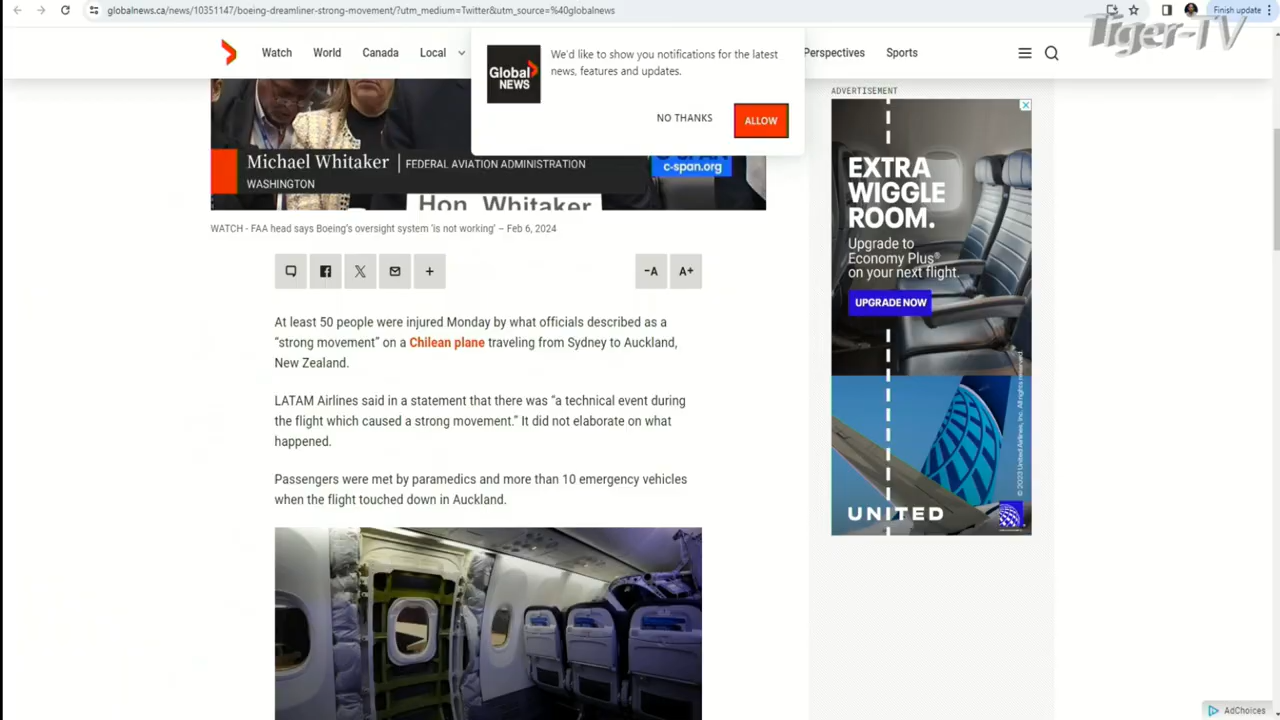 globalnews.ca/news/10351147/boeing-dreamliner-strong-movement/?utm_medium=Twitter&utm_source=%40globalnews
Finish update
Tiger-TV
Watch
World
Canada
Local
Perspectives
Sports
Global
NEWS
We'd like to show you notifications for the latest
news, features and updates.
NO THANKS
ALLOW
Michael Whitaker | FEDERAL AVIATION ADMINISTRATION
WASHINGTON
c-span.org
Hon. Whitaker
WATCH - FAA head says Boeing's oversight system 'is not working' – Feb 6, 2024
-A
A+
At least 50 people were injured Monday by what officials described as a
“strong movement” on a Chilean plane traveling from Sydney to Auckland,
New Zealand.
LATAM Airlines said in a statement that there was “a technical event during
the flight which caused a strong movement.” It did not elaborate on what
happened.
Passengers were met by paramedics and more than 10 emergency vehicles
when the flight touched down in Auckland.
ADVERTISEMENT
EXTRA
WIGGLE
ROOM.
Upgrade to
Economy Plus®
on your next flight.
UPGRADE NOW
© 2023 United Airlines, Inc. All rights reserved.
UNITED
AdChoices